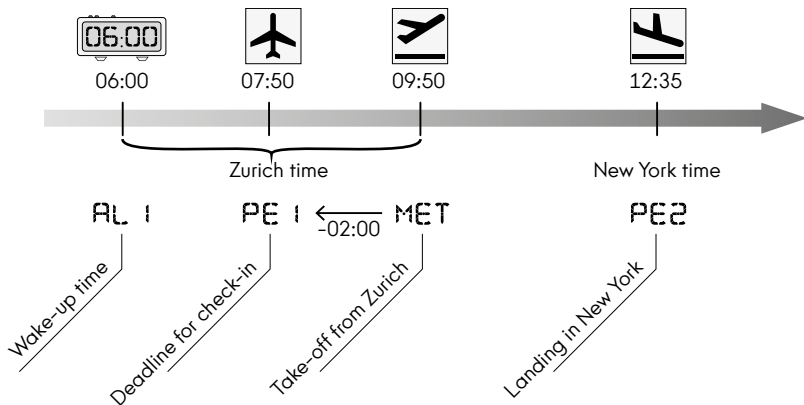 06:00
06:00 07:50 09:50 12:35
Zurich time New York time
AL 1 PE 1 -02:00 MET PE2
Wake-up time
Deadline for check-in
Take-off from Zurich
Landing in New York